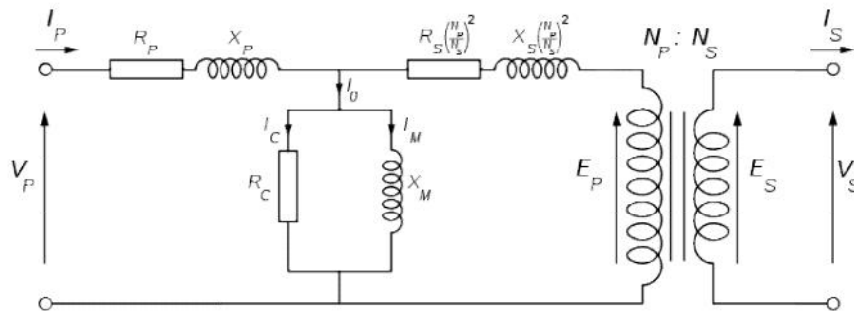 I_P
R_P
X_P
R_S(N_P/N_S)^2
X_S(N_P/N_S)^2
N_P : N_S
I_S
I_0
I_C
I_M
V_P
R_C
X_M
E_P
E_S
V_S